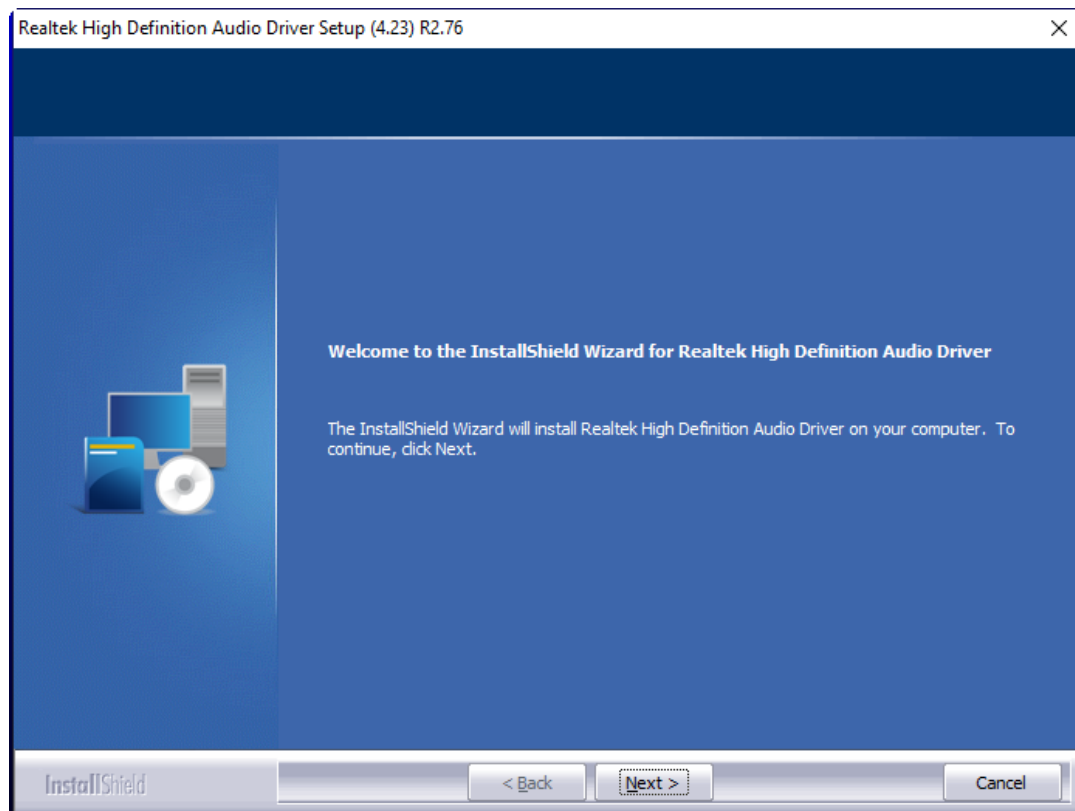 Realtek High Definition Audio Driver Setup (4.23) R2.76
Welcome to the InstallShield Wizard for Realtek High Definition Audio Driver
The InstallShield Wizard will install Realtek High Definition Audio Driver on your computer.  To
continue, click Next.
InstallShield
< Back
Next >
Cancel